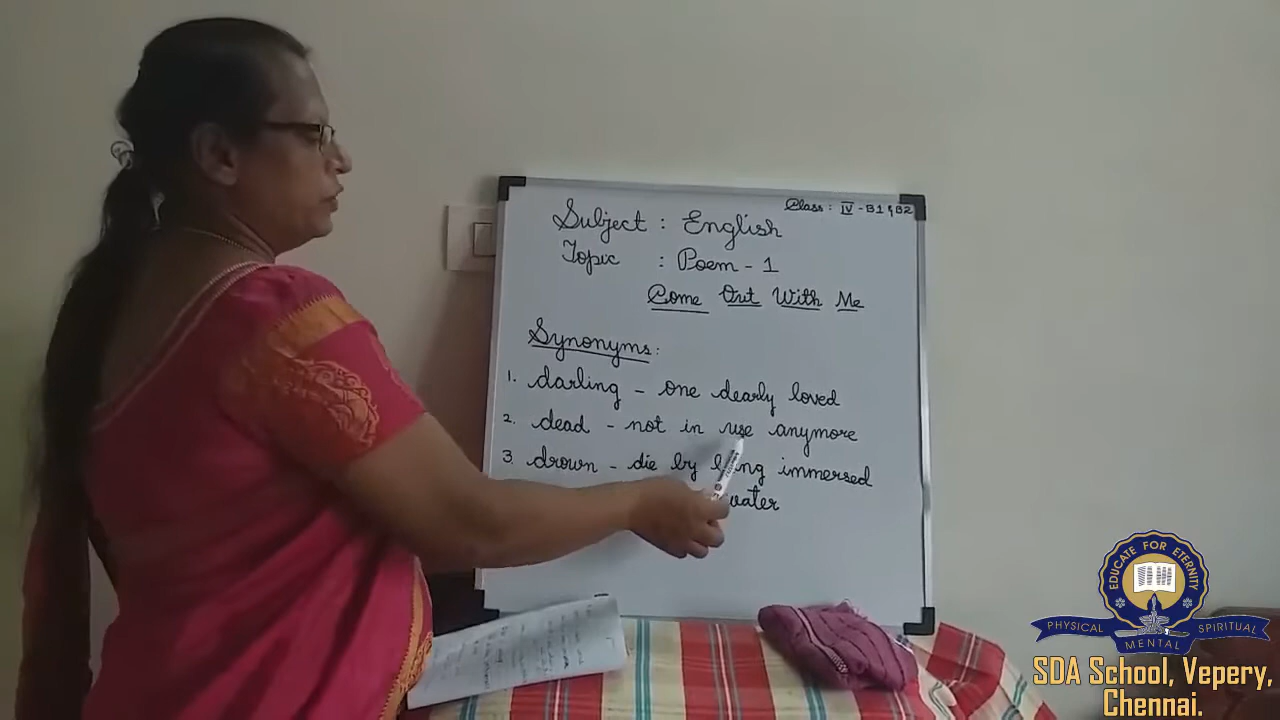 Class : IV - B1 & B2
Subject : English
Topic : Poem - 1
Come Out With Me
Synonyms :
1. darling - one dearly loved
2. dead - not in use anymore
3. drown - die by being immersed
water
EDUCATE FOR ETERNITY
PHYSICAL MENTAL SPIRITUAL
SDA School, Vepery,
Chennai.